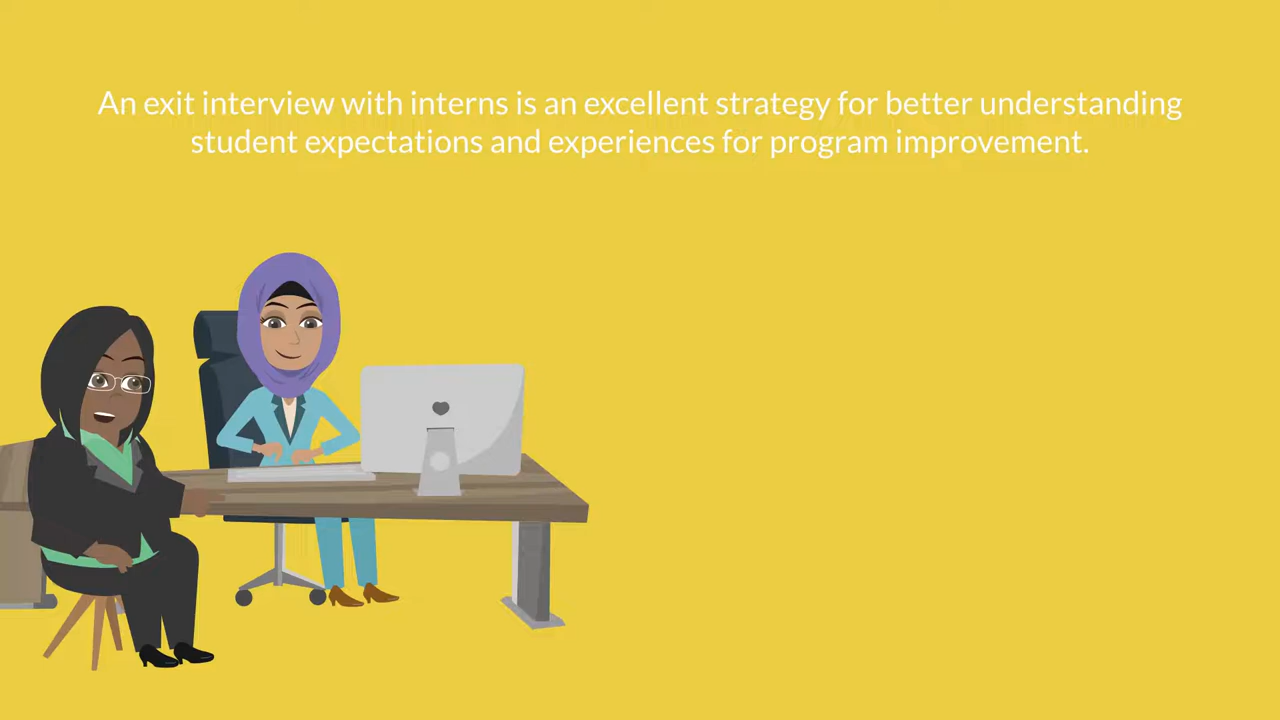 An exit interview with interns is an excellent strategy for better understanding
student expectations and experiences for program improvement.